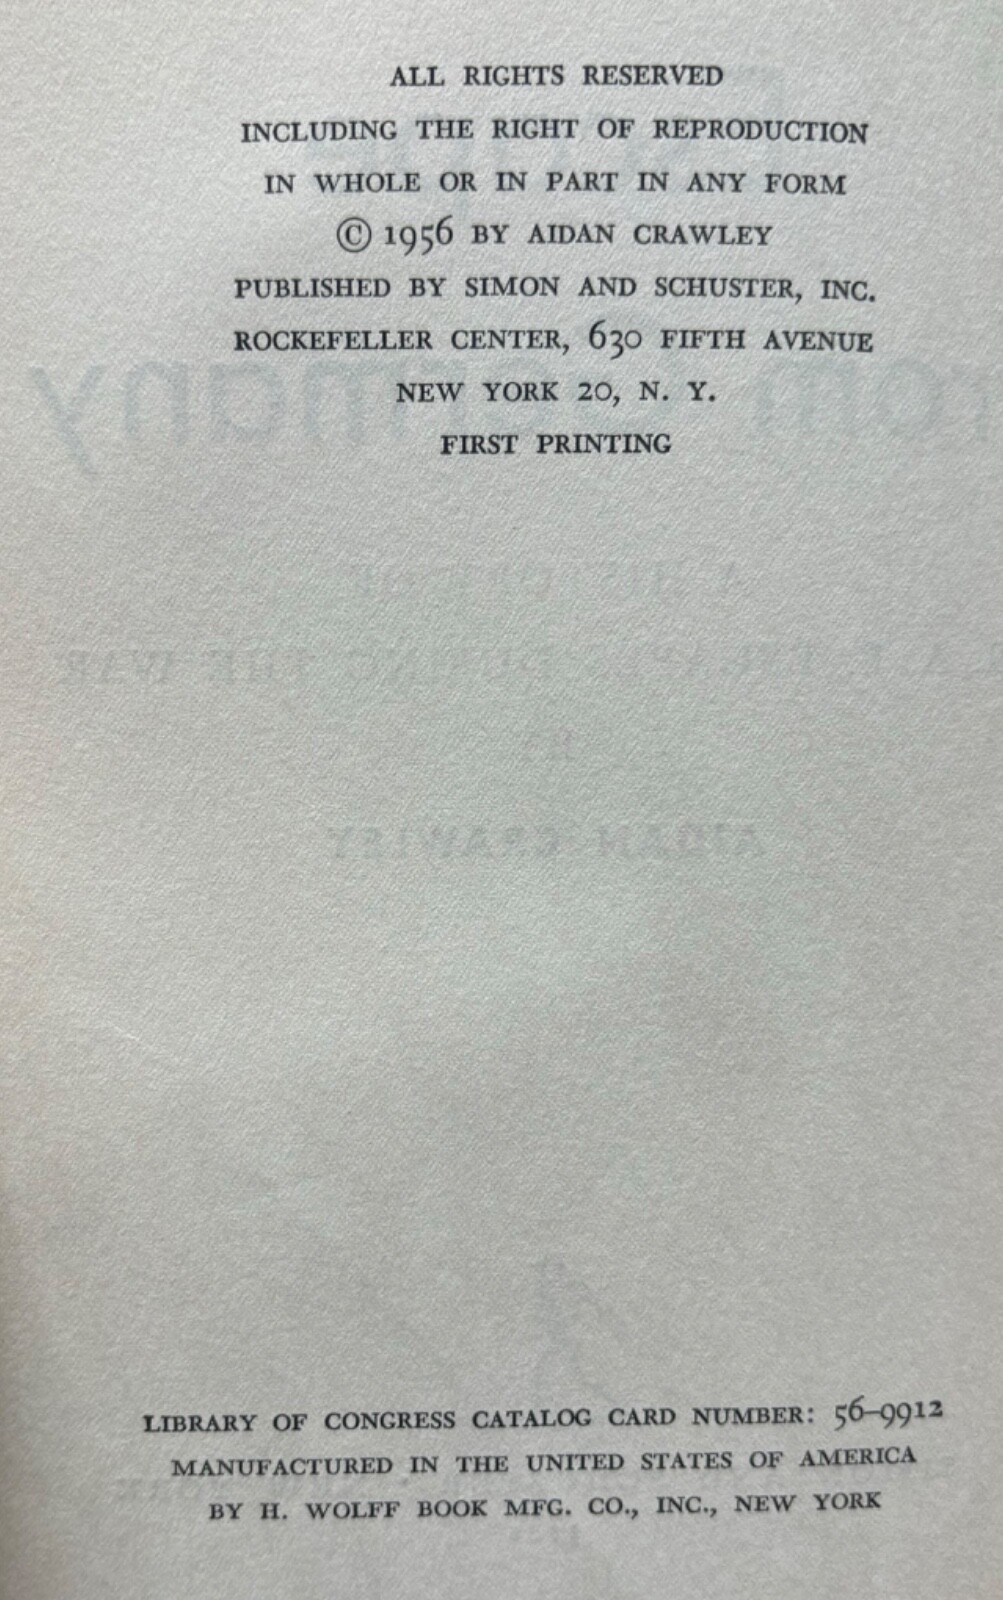 ALL RIGHTS RESERVED
INCLUDING THE RIGHT OF REPRODUCTION
IN WHOLE OR IN PART IN ANY FORM
© 1956 BY AIDAN CRAWLEY
PUBLISHED BY SIMON AND SCHUSTER, INC.
ROCKEFELLER CENTER, 630 FIFTH AVENUE
NEW YORK 20, N. Y.
FIRST PRINTING
LIBRARY OF CONGRESS CATALOG CARD NUMBER: 56–9912
MANUFACTURED IN THE UNITED STATES OF AMERICA
BY H. WOLFF BOOK MFG. CO., INC., NEW YORK